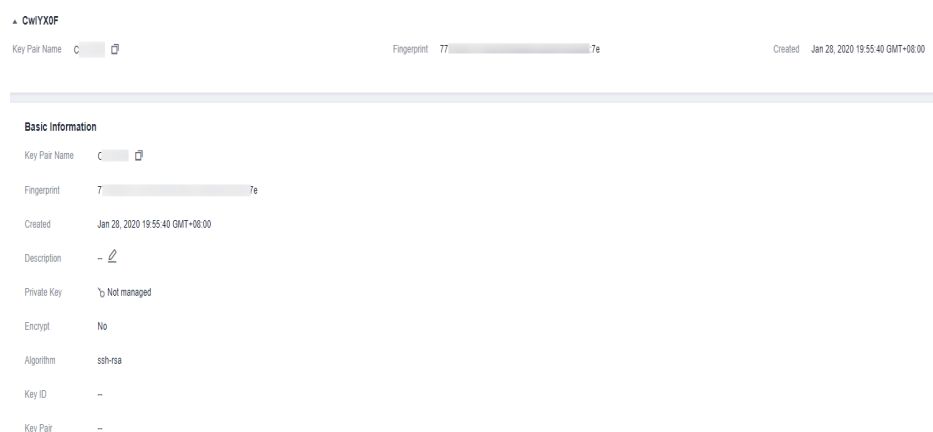 CwIYX0F
Key Pair Name C Fingerprint 77 7e Created Jan 28, 2020 19:55:40 GMT+08:00
Basic Information
Key Pair Name C
Fingerprint 7 7e
Created Jan 28, 2020 19:55:40 GMT+08:00
Description --
Private Key Not managed
Encrypt No
Algorithm ssh-rsa
Key ID --
Key Pair --